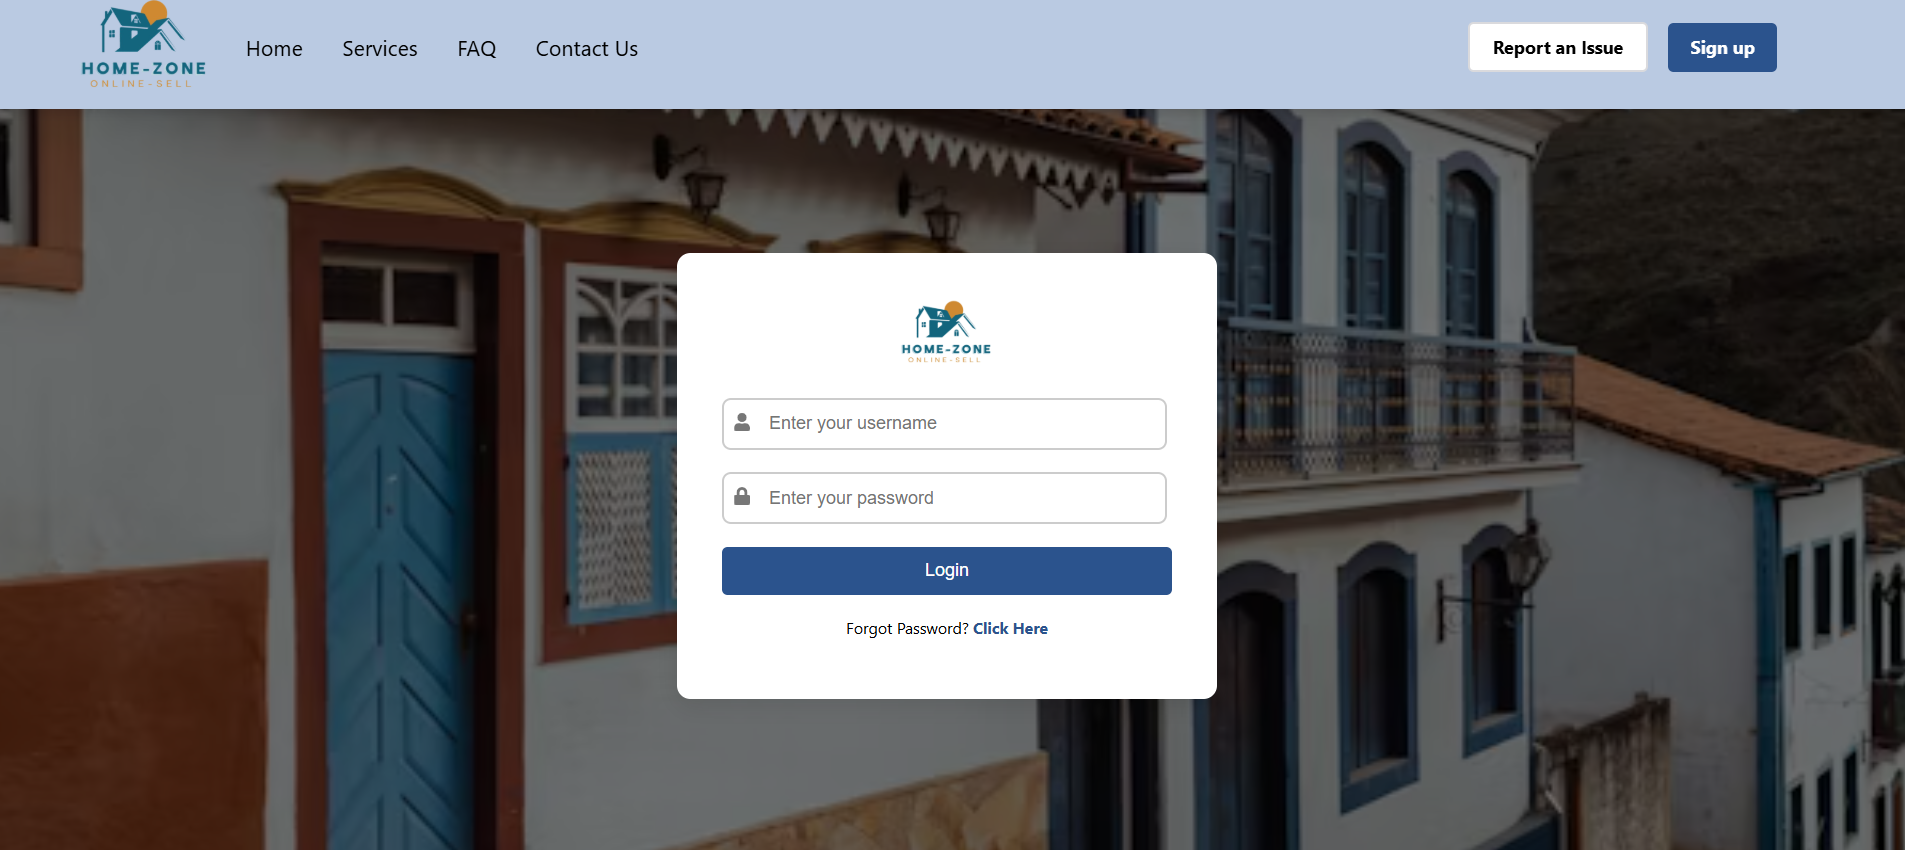 HOME-ZONE
ONLINE-SELL
Home Services FAQ Contact Us
Report an Issue Sign up
HOME-ZONE
ONLINE-SELL
Enter your username
Enter your password
Login
Forgot Password? Click Here